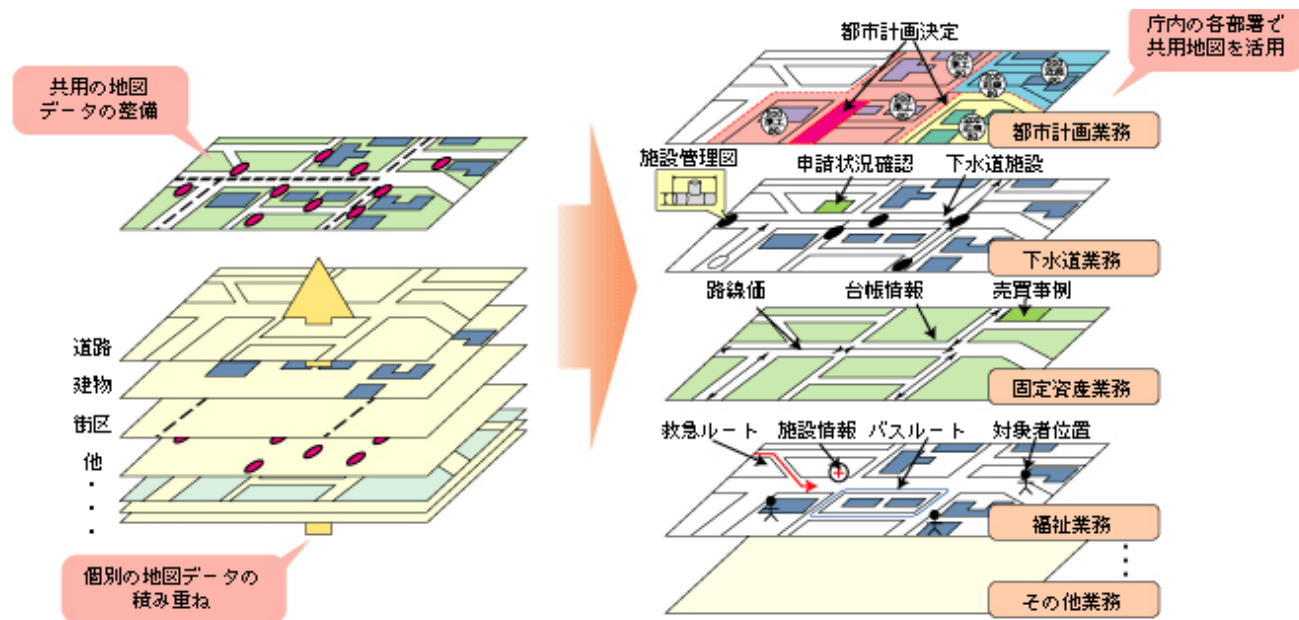 共用の地図
データの整備
道路
建物
街区
他
・
・
・
個別の地図データの
積み重ね
庁内の各部署で
共用地図を活用
都市計画決定
都市計画業務
施設管理図
申請状況確認
下水道施設
下水道業務
路線価
台帳情報
売買事例
固定資産業務
救急ルート
施設情報
バスルート
対象者位置
福祉業務
その他業務